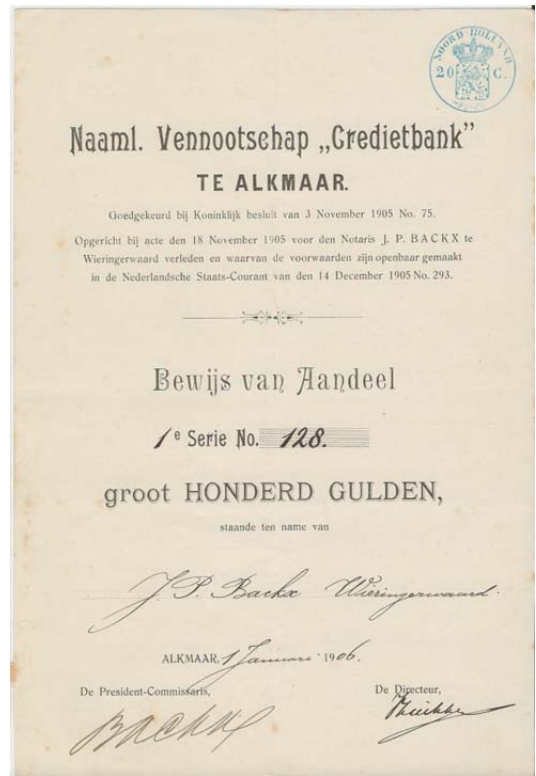 NOORD-HOLLAND
20 C.
Naaml. Vennootschap „Credietbank"
TE ALKMAAR.
Goedgekeurd bij Koninklijk besluit van 3 November 1905 No. 75.
Opgericht bij acte den 18 November 1905 voor den Notaris J. P. BACKX te
Wieringerwaard verleden en waarvan de voorwaarden zijn openbaar gemaakt
in de Nederlandsche Staats-Courant van den 14 December 1905 No. 293.
Bewijs van Aandeel
1e Serie No. 128.
groot HONDERD GULDEN,
staande ten name van
J. P. Backx Wieringerwaard.
ALKMAAR, 1 Januari 1906.
De President-Commissaris,
De Directeur,
Backx